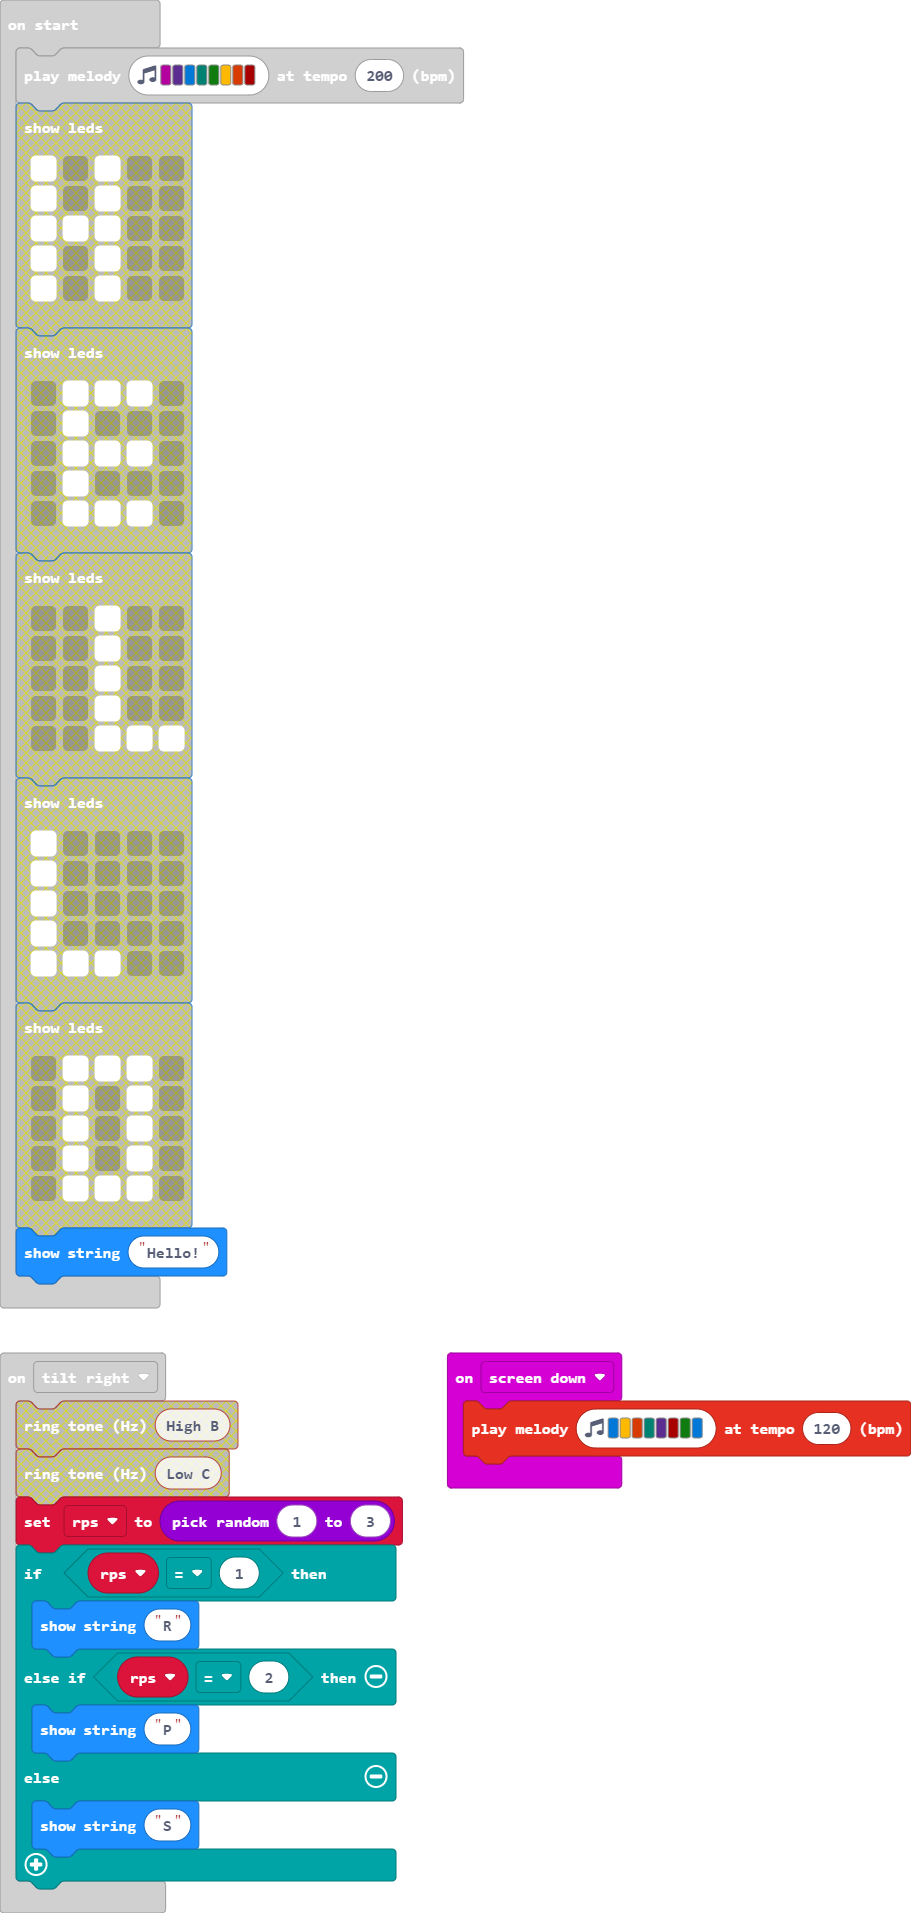 on start
play melody at tempo 200 (bpm)
show leds
show leds
show leds
show leds
show leds
show string "Hello!"
on tilt right
ring tone (Hz) High B
ring tone (Hz) Low C
set rps to pick random 1 to 3
if rps = 1 then
show string "R"
else if rps = 2 then
show string "P"
else
show string "S"
on screen down
play melody at tempo 120 (bpm)